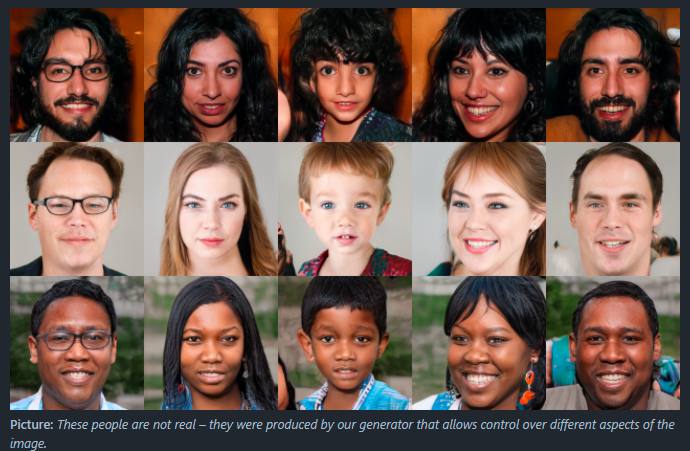 Picture: These people are not real – they were produced by our generator that allows control over different aspects of the
image.